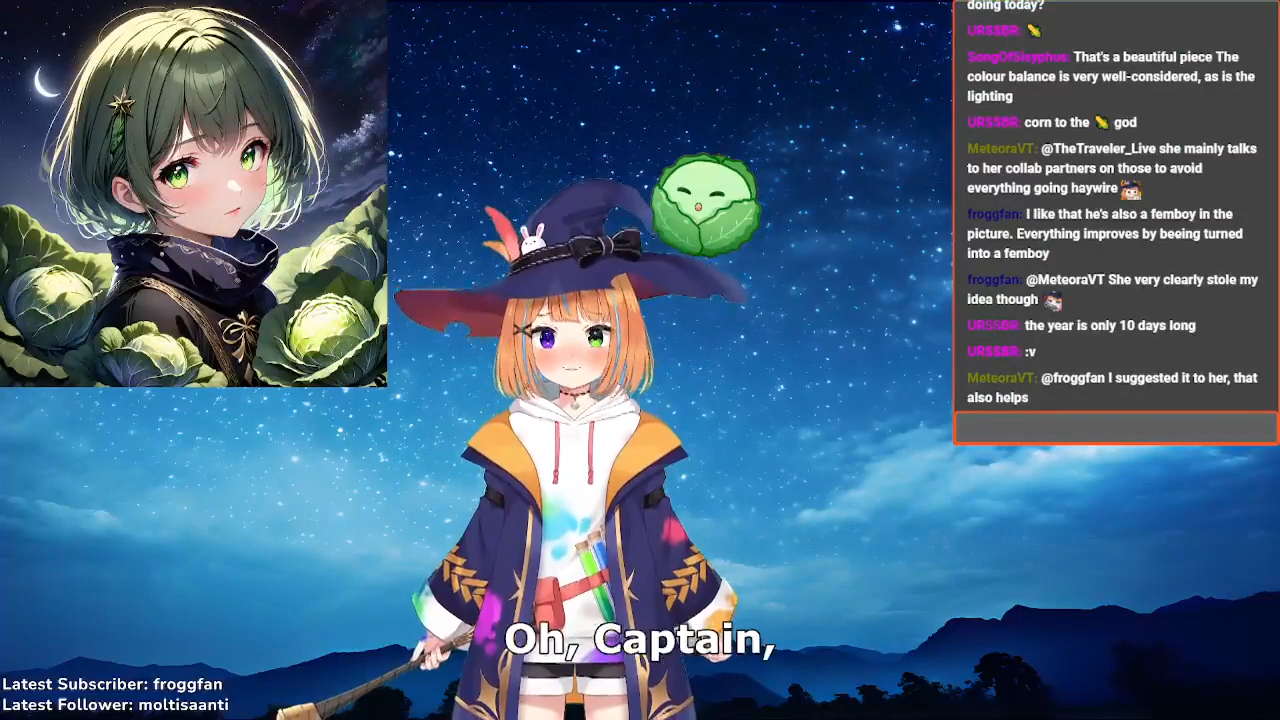 doing today?
URSSBR: 🌽
SongOfSisyphus: That's a beautiful piece The
colour balance is very well-considered, as is the
lighting
URSSBR: corn to the 🌽 god
MeteoraVT: @TheTraveler_Live she mainly talks
to her collab partners on those to avoid
everything going haywire
froggfan: I like that he's also a femboy in the
picture. Everything improves by beeing turned
into a femboy
froggfan: @MeteoraVT She very clearly stole my
idea though
URSSBR: the year is only 10 days long
URSSBR: :v
MeteoraVT: @froggfan I suggested it to her, that
also helps
Oh, Captain,
Latest Subscriber: froggfan
Latest Follower: moltisaanti